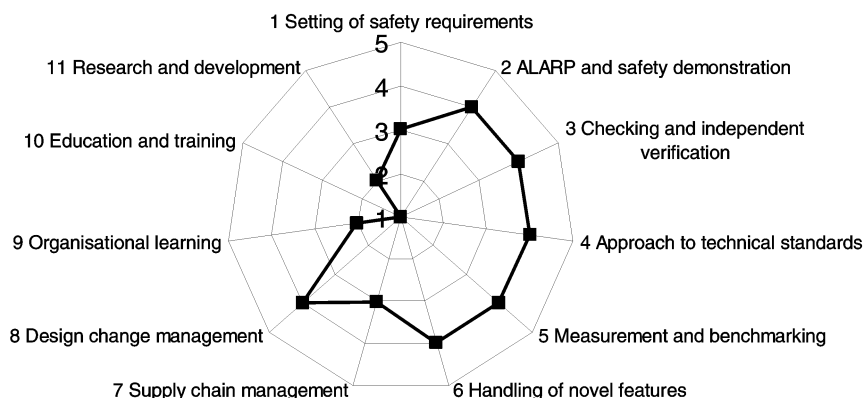 1 Setting of safety requirements
5
11 Research and development
2 ALARP and safety demonstration
4
10 Education and training
3 Checking and independent
verification
3
2
1
9 Organisational learning
4 Approach to technical standards
8 Design change management
5 Measurement and benchmarking
7 Supply chain management
6 Handling of novel features